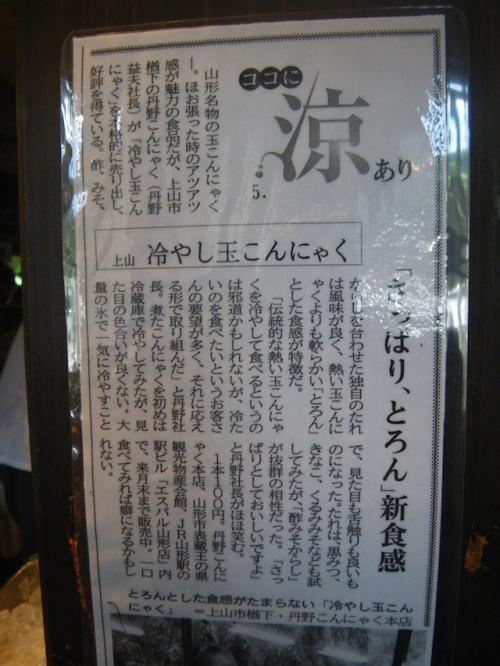 ココに
涼
あり
5.
「さっぱり、とろん」新食感
上山 冷やし玉こんにゃく
山形名物の玉こんにゃく
ー。ほお張った時のアツアツ
感が魅力の食品だが、上山市
楢下の丹野こんにゃく(丹野
益夫社長)が「冷やし玉こん
にゃく」を本格的に売り出し、
好評を得ている。酢、みそ、
からしを合わせた独自のたれ
は風味が良く、熱い玉こんに
ゃくよりも軟らかい「とろん」
とした食感が特徴だ。
「伝統的な熱い玉こんにゃ
くを冷やして食べるというの
は邪道かもしれないが、冷た
いのを食べたいというお客さ
んの要望が多く、それに応え
る形で取り組んだ」と丹野社
長。煮たこんにゃくを初めは
冷蔵庫で冷やしてみたが、見
た目の色合いが良くない。大
量の氷で一気に冷やすこと
で、見た目も舌触りも良いも
のになった。たれは、黒みつ、
きなこ、くるみみそなども試
してみたが、「酢みそからし」
が抜群の相性だった。「さっ
ぱりとしておいしいですよ」
と丹野社長がほほ笑む。
1本100円。丹野こんに
ゃく本店、山形市表蔵王の県
観光物産会館、JR山形駅の
駅ビル「エスパル山形店」内
で、来月末まで販売中。一口
食べてみれば癖になるかもし
れない。
とろんとした食感がたまらない「冷やし玉こん
にゃく」 =上山市楢下・丹野こんにゃく本店